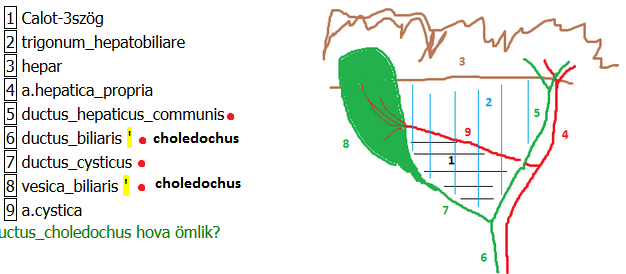 1 Calot-3szög
2 trigonum_hepatobiliare
3 hepar
4 a.hepatica_propria
5 ductus_hepaticus_communis
6 ductus_biliaris ' choledochus
7 ductus_cysticus
8 vesica_biliaris ' choledochus
9 a.cystica
uctus_choledochus hova ömlik?
3
2
5
9
4
8
1
7
6